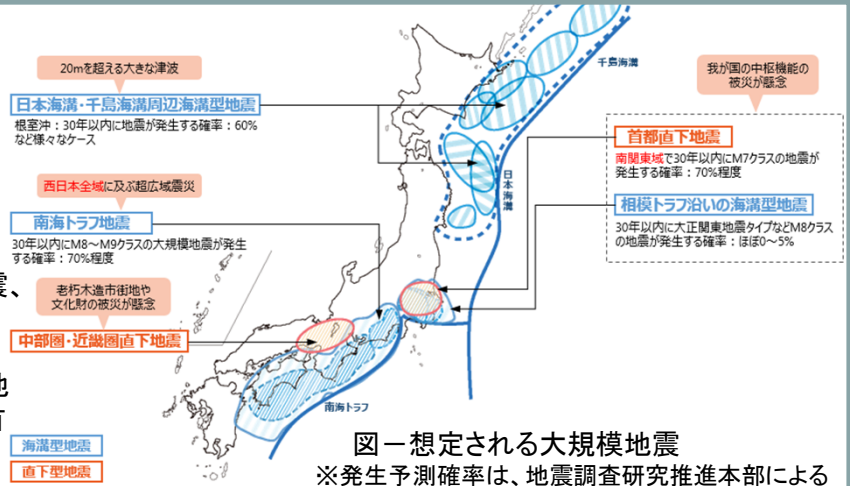 20mを超える大きな津波
日本海溝・千島海溝周辺海溝型地震
根室沖：30年以内に地震が発生する確率：60%
など様々なケース
西日本全域に及ぶ超広域震災
南海トラフ地震
30年以内にM8～M9クラスの大規模地震が発生
する確率：70%程度
震、
老朽木造市街地や
文化財の被災が懸念
中部圏・近畿圏直下地震
地
海溝型地震
直下型地震
千島海溝
日本海溝
南海トラフ
我が国の中枢機能の
被災が懸念
首都直下地震
南関東域で30年以内にM7クラスの地震が
発生する確率：70%程度
相模トラフ沿いの海溝型地震
30年以内に大正関東地震タイプなどM8クラス
の地震が発生する確率：ほぼ0～5%
図－想定される大規模地震
※発生予測確率は、地震調査研究推進本部による